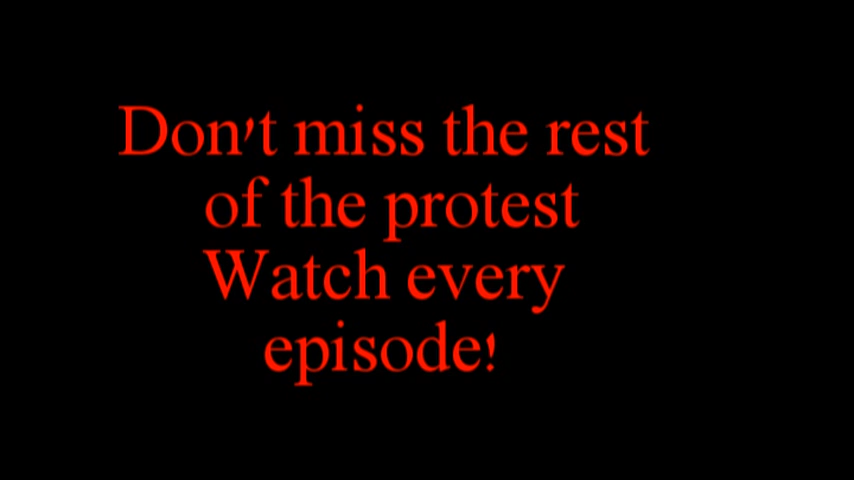 Don't miss the rest
of the protest
Watch every
episode!